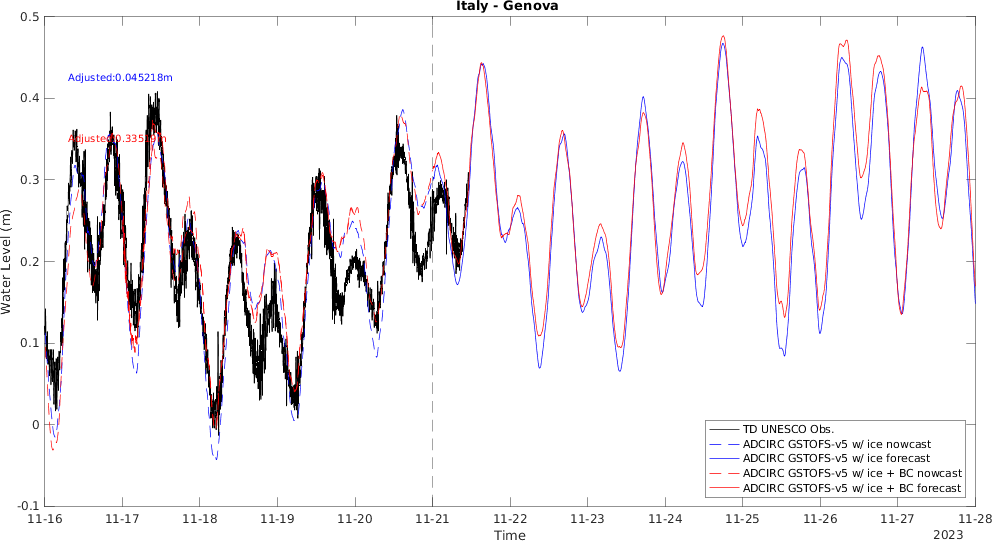 Italy - Genova
Water Level (m)
0.5
0.4
0.3
0.2
0.1
0
-0.1
Adjusted:0.045218m
11-16
11-17
11-18
11-19
11-20
11-21
11-22
11-23
11-24
11-25
11-26
11-27
11-28
Time
2023
TD UNESCO Obs.
ADCIRC GSTOFS-v5 w/ ice nowcast
ADCIRC GSTOFS-v5 w/ ice forecast
ADCIRC GSTOFS-v5 w/ ice + BC nowcast
ADCIRC GSTOFS-v5 w/ ice + BC forecast